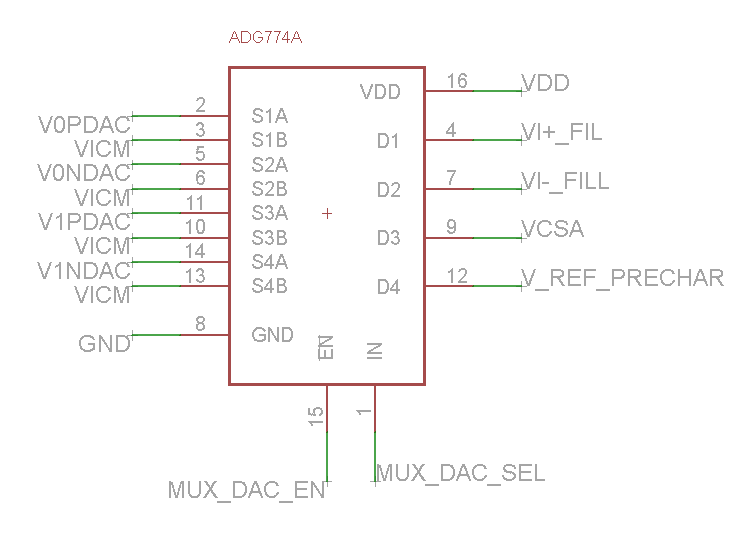 ADG774A
V0PDAC 2 S1A VDD 16 VDD
VICM 3 S1B D1 4 VI+_FIL
V0NDAC 5 S2A
VICM 6 S2B D2 7 VI-_FILL
V1PDAC 11 S3A
VICM 10 S3B D3 9 VCSA
V1NDAC 14 S4A
VICM 13 S4B D4 12 V_REF_PRECHAR
GND 8 GND
EN IN
15 1
MUX_DAC_EN MUX_DAC_SEL